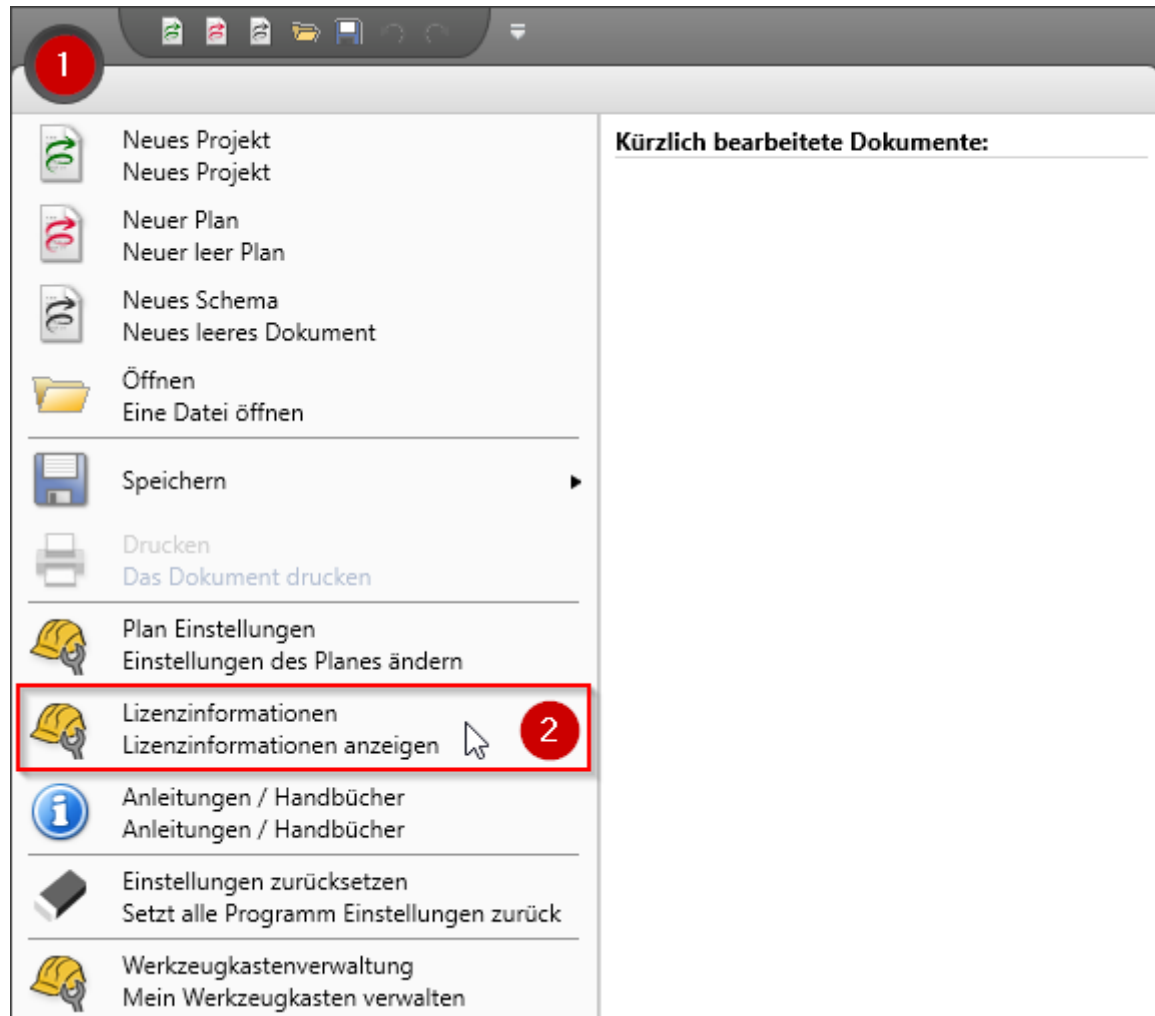 1
Neues Projekt
Neues Projekt
Kürzlich bearbeitete Dokumente:
Neuer Plan
Neuer leer Plan
Neues Schema
Neues leeres Dokument
Öffnen
Eine Datei öffnen
Speichern
Drucken
Das Dokument drucken
Plan Einstellungen
Einstellungen des Planes ändern
Lizenzinformationen
Lizenzinformationen anzeigen
2
Anleitungen / Handbücher
Anleitungen / Handbücher
Einstellungen zurücksetzen
Setzt alle Programm Einstellungen zurück
Werkzeugkastenverwaltung
Mein Werkzeugkasten verwalten